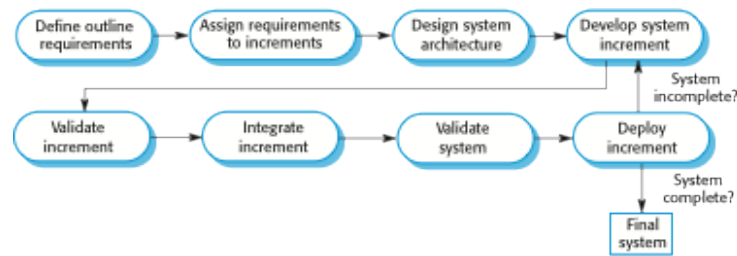 Define outline
requirements
Assign requirements
to increments
Design system
architecture
Develop system
increment
System
incomplete?
Validate
increment
Integrate
increment
Validate
system
Deploy
increment
System
complete?
Final
system